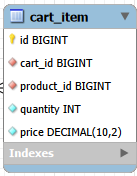 cart_item
id BIGINT
cart_id BIGINT
product_id BIGINT
quantity INT
price DECIMAL(10,2)
Indexes